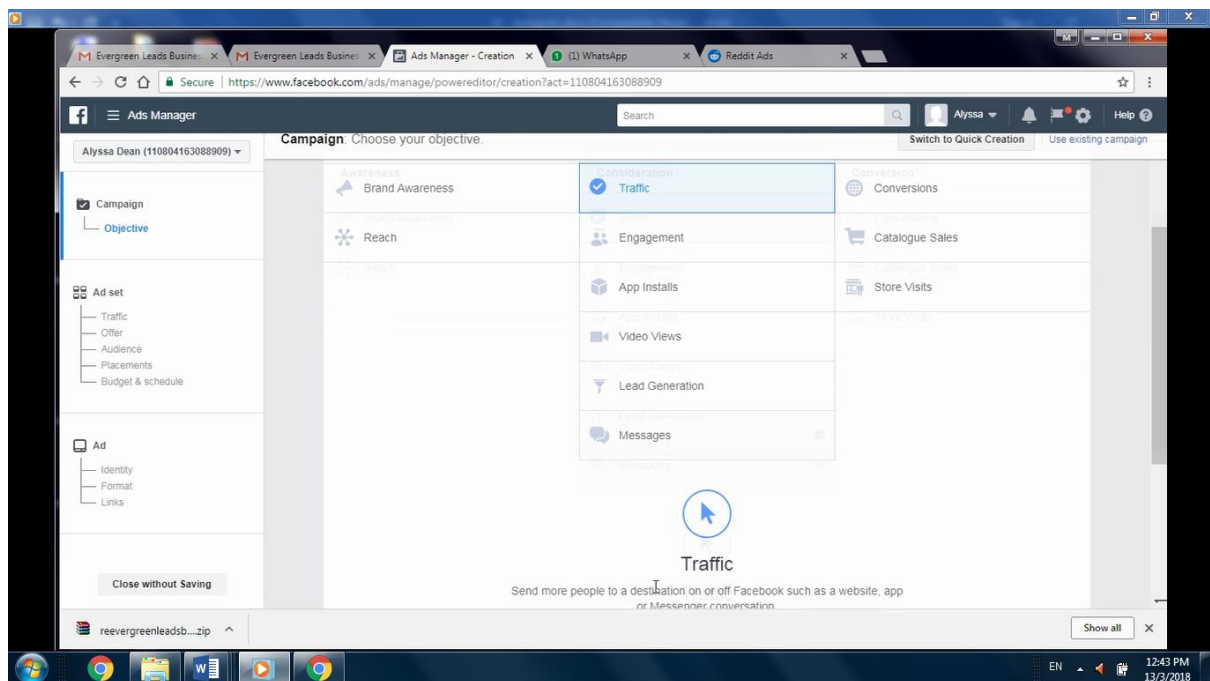 Evergreen Leads Busines
Evergreen Leads Busines
Ads Manager - Creation
(1) WhatsApp
Reddit Ads
Secure | https://www.facebook.com/ads/manage/powereditor/creation?act=110804163088909
Ads Manager
Search
Alyssa
Help
Alyssa Dean (110804163088909)
Campaign: Choose your objective.
Switch to Quick Creation
Use existing campaign
Campaign
Objective
Ad set
Traffic
Offer
Audience
Placements
Budget & schedule
Ad
Identity
Format
Links
Close without Saving
Awareness
Consideration
Conversion
Brand Awareness
Traffic
Conversions
Reach
Engagement
Catalogue Sales
App Installs
Store Visits
Video Views
Lead Generation
Messages
Traffic
Send more people to a destination on or off Facebook such as a website, app
or Messenger conversation
reevergreenleadsb....zip
Show all
EN
12:43 PM
13/3/2018